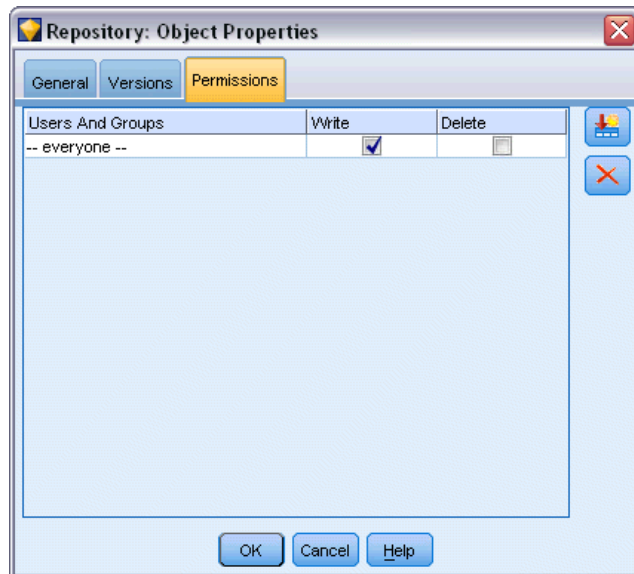 Repository: Object Properties
General Versions Permissions
Users And Groups Write Delete
-- everyone --
OK Cancel Help